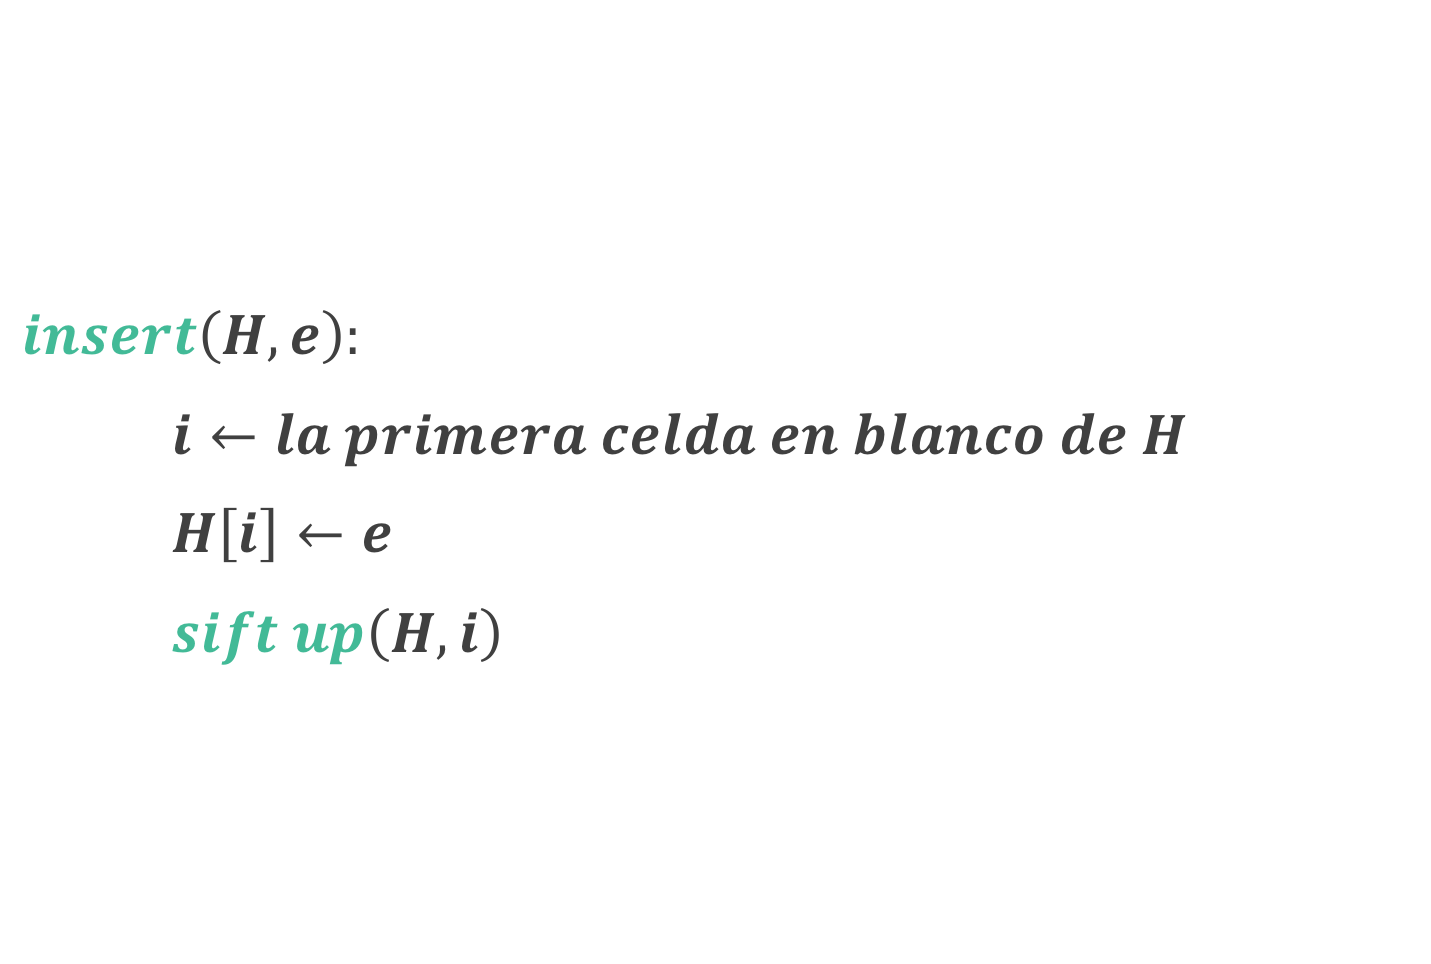 insert(H, e):
i ← la primera celda en blanco de H
H[i] ← e
sift up(H, i)